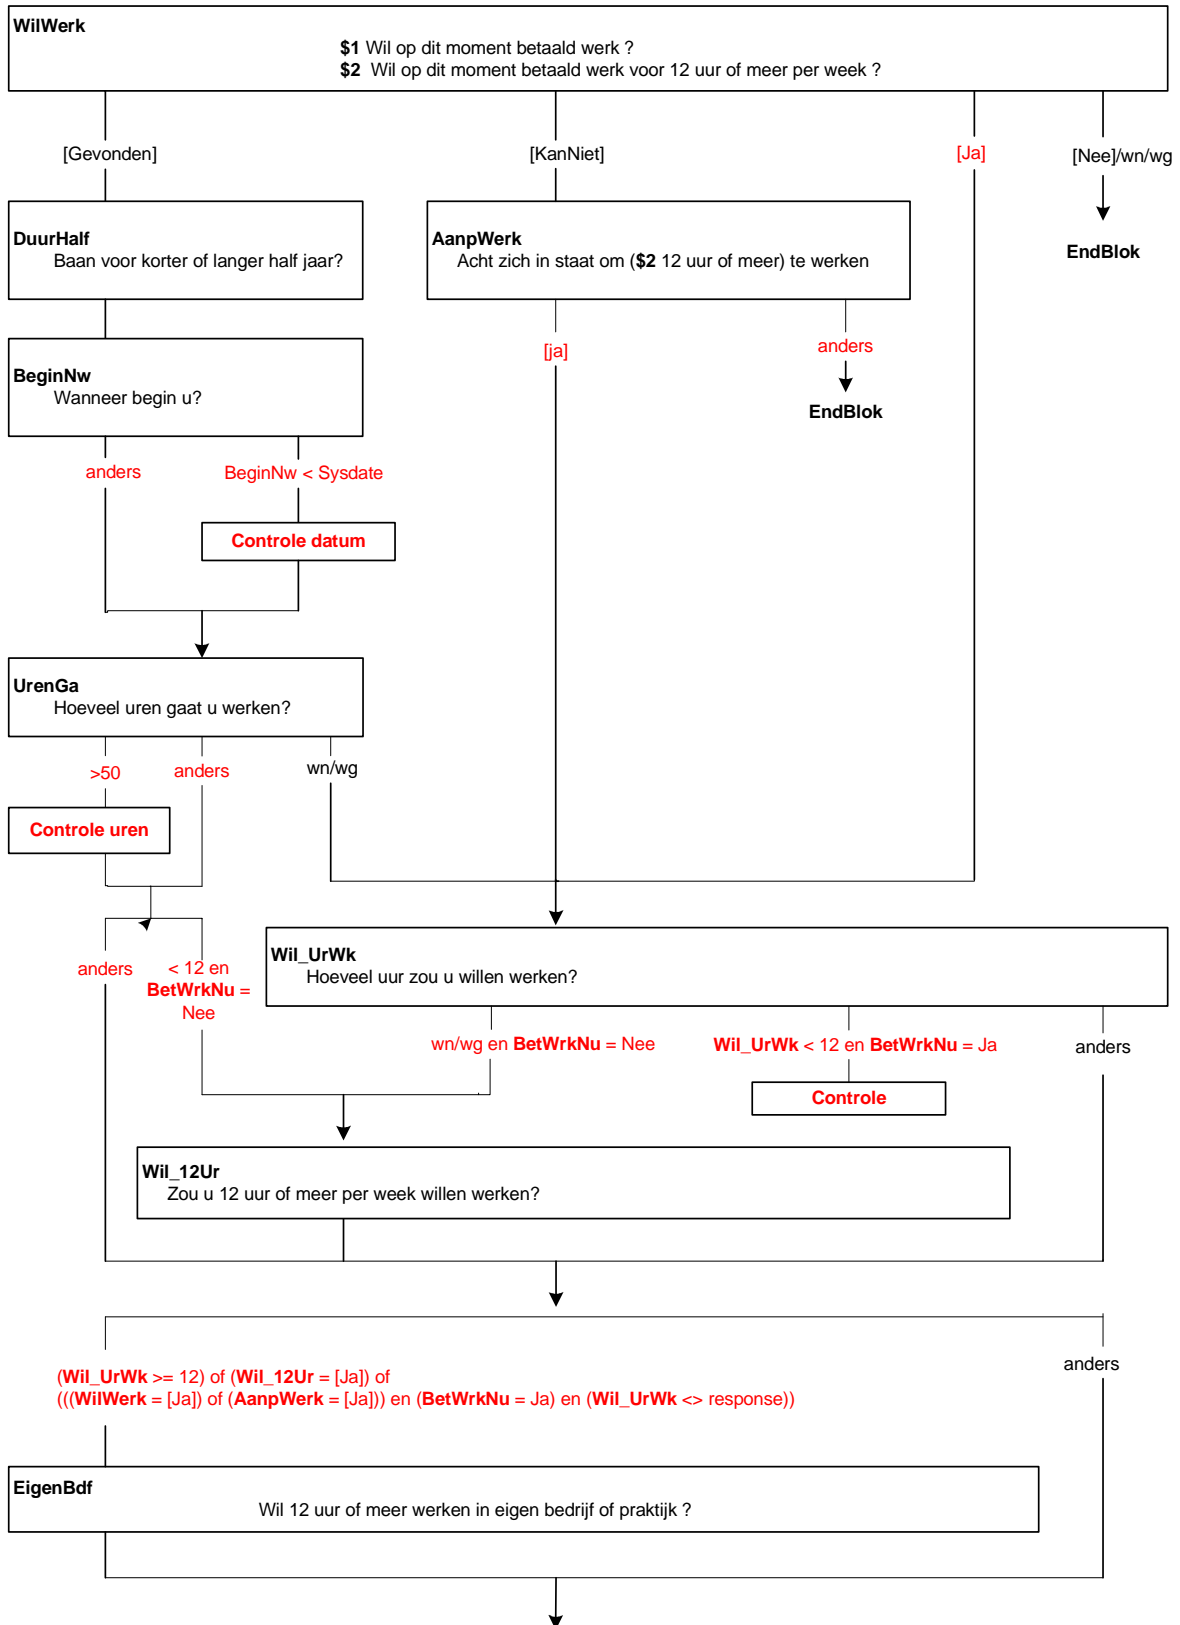 WilWerk
$1 Wil op dit moment betaald werk ?
$2 Wil op dit moment betaald werk voor 12 uur of meer per week ?
[Gevonden]
[KanNiet]
[Ja]
[Nee]/wn/wg
DuurHalf
Baan voor korter of langer half jaar?
AanpWerk
Acht zich in staat om ($2 12 uur of meer) te werken
EndBlok
[ja]
anders
BeginNw
Wanneer begin u?
EndBlok
anders
BeginNw < Sysdate
Controle datum
UrenGa
Hoeveel uren gaat u werken?
>50
anders
wn/wg
Controle uren
Wil_UrWk
Hoeveel uur zou u willen werken?
anders
< 12 en
BetWrkNu =
Nee
wn/wg en BetWrkNu = Nee
Wil_UrWk < 12 en BetWrkNu = Ja
anders
Controle
Wil_12Ur
Zou u 12 uur of meer per week willen werken?
anders
(Wil_UrWk >= 12) of (Wil_12Ur = [Ja]) of
(((WilWerk = [Ja]) of (AanpWerk = [Ja])) en (BetWrkNu = Ja) en (Wil_UrWk <> response))
EigenBdf
Wil 12 uur of meer werken in eigen bedrijf of praktijk ?